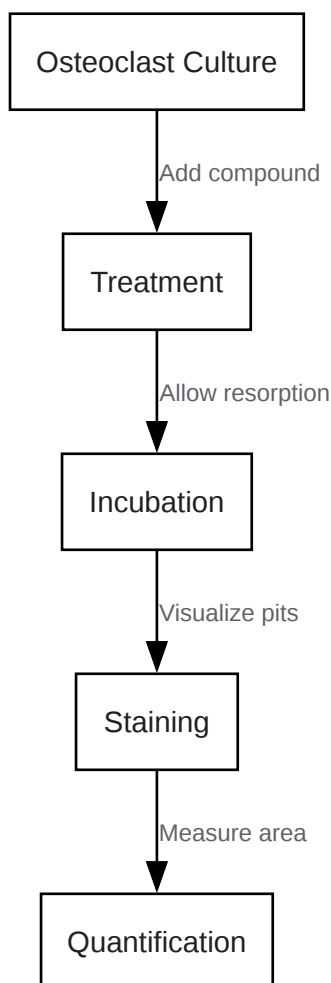 Osteoclast Culture
Add compound
Treatment
Allow resorption
Incubation
Visualize pits
Staining
Measure area
Quantification